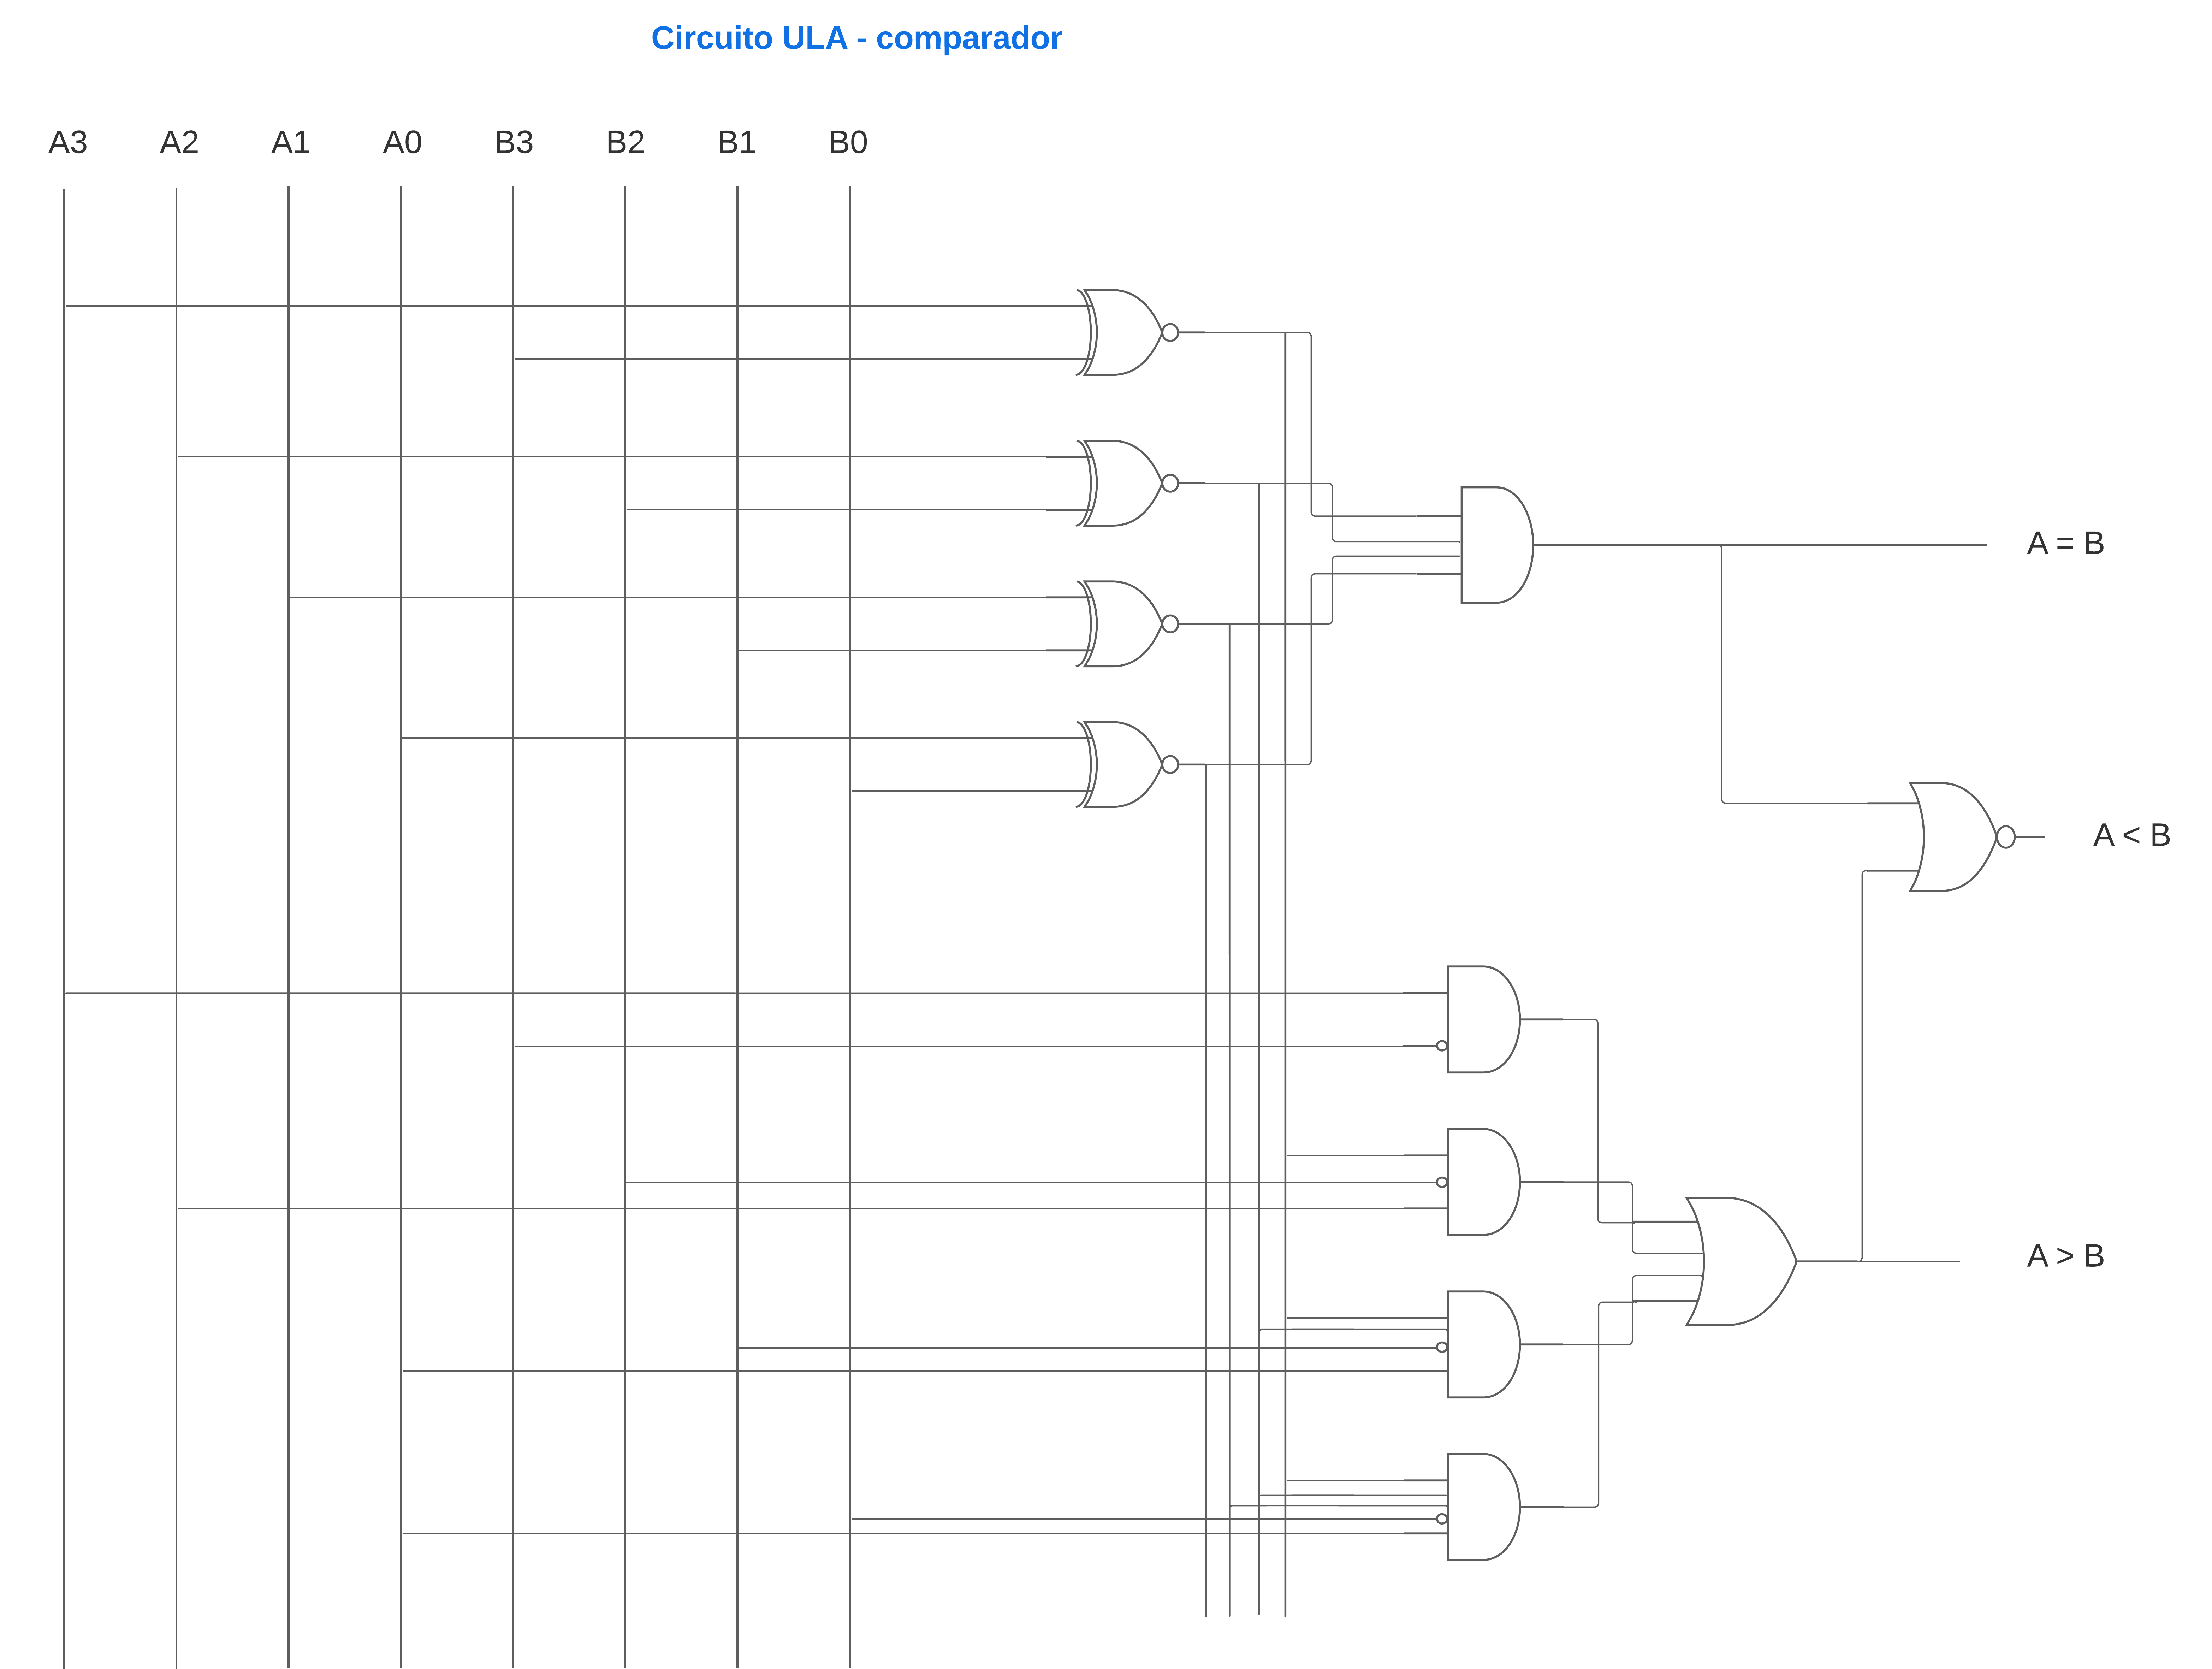 Circuito ULA - comparador
A3 A2 A1 A0 B3 B2 B1 B0
A = B
A < B
A > B